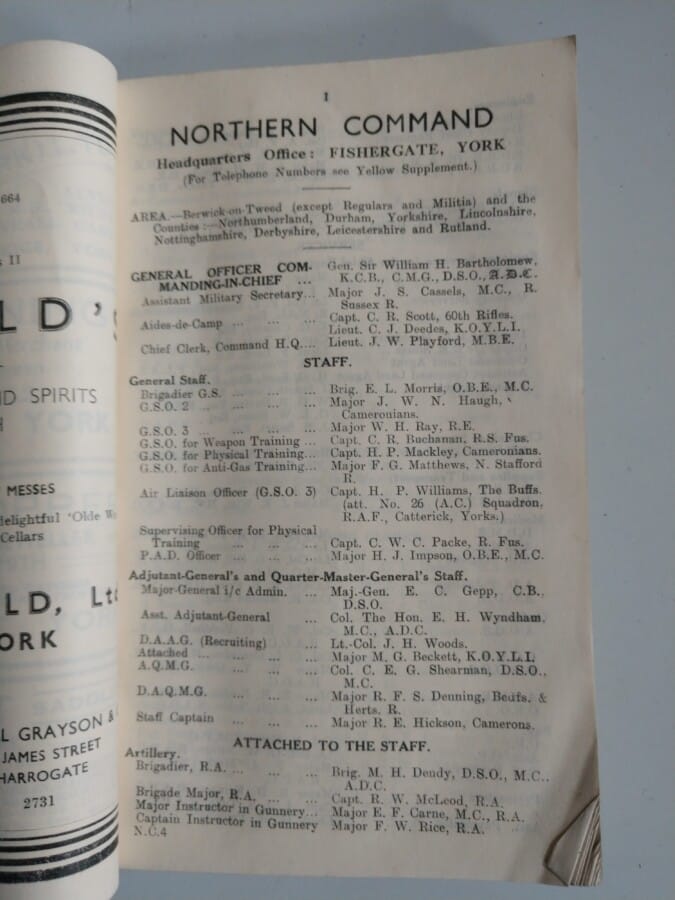 664
s II
LD'S
ND SPIRITS
H
MESSES
delightful 'Olde
Cellars
LD, Ltd
ORK
L GRAYSON &
JAMES STREET
HARROGATE
2731
1
NORTHERN COMMAND
Headquarters Office: FISHERGATE, YORK
(For Telephone Numbers see Yellow Supplement.)
AREA.—Berwick-on-Tweed (except Regulars and Militia) and the
Counties:—Northumberland, Durham, Yorkshire, Lincolnshire,
Nottinghamshire, Derbyshire, Leicestershire and Rutland.
GENERAL OFFICER COM- Gen. Sir William H. Bartholomew,
MANDING-IN-CHIEF ... K.C.B., C.M.G., D.S.O., A.D.C.
Assistant Military Secretary... Major J. S. Cassels, M.C., R.
Sussex R.
Aides-de-Camp ... ... ... Capt. C. R. Scott, 60th Rifles.
Lieut. C. J. Deedes, K.O.Y.L.I.
Chief Clerk, Command H.Q.... Lieut. J. W. Playford, M.B.E.
STAFF.
General Staff.
Brigadier G.S. ... ... ... Brig. E. L. Morris, O.B.E., M.C.
G.S.O. 2 ... ... ... ... Major J. W. N. Haugh,
Camerouians.
G.S.O. 3 ... ... ... ... Major W. H. Ray, R.E.
G.S.O. for Weapon Training ... Capt. C. R. Buchanan, R.S. Fus.
G.S.O. for Physical Training ... Capt. H. P. Mackley, Cameronians.
G.S.O. for Anti-Gas Training... Major F. G. Matthews, N. Stafford
R.
Air Liaison Officer (G.S.O. 3) Capt. H. P. Williams, The Buffs.
(att. No. 26 (A.C.) Squadron,
R.A.F., Catterick, Yorks.)
Supervising Officer for Physical
Training ... ... ... Capt. C. W. C. Packe, R. Fus.
P.A.D. Officer ... ... ... Major H. J. Impson, O.B.E., M.C.
Adjutant-General's and Quarter-Master-General's Staff.
Major-General i/c Admin. ... Maj.-Gen. E. C. Gepp, C.B.,
D.S.O.
Asst. Adjutant-General ... Col. The Hon. E. H. Wyndham,
M.C., A.D.C.
D.A.A.G. (Recruiting) ... Lt.-Col. J. H. Woods.
Attached ... ... ... ... Major M. G. Beckett, K.O.Y.L.I.
A.Q.M.G. ... ... ... Col. C. E. G. Shearman, D.S.O.,
M.C.
D.A.Q.M.G. ... ... ... Major R. F. S. Denning, Beds. &
Herts. R.
Staff Captain ... ... ... Major R. E. Hickson, Camerons.
ATTACHED TO THE STAFF.
Artillery.
Brigadier, R.A. ... ... ... Brig. M. H. Dendy, D.S.O., M.C.,
A.D.C.
Brigade Major, R.A. ... ... Capt. R. W. McLeod, R.A.
Major Instructor in Gunnery... Major E. F. Carne, M.C., R.A.
Captain Instructor in Gunnery Major F. W. Rice, R.A.
N.C.4